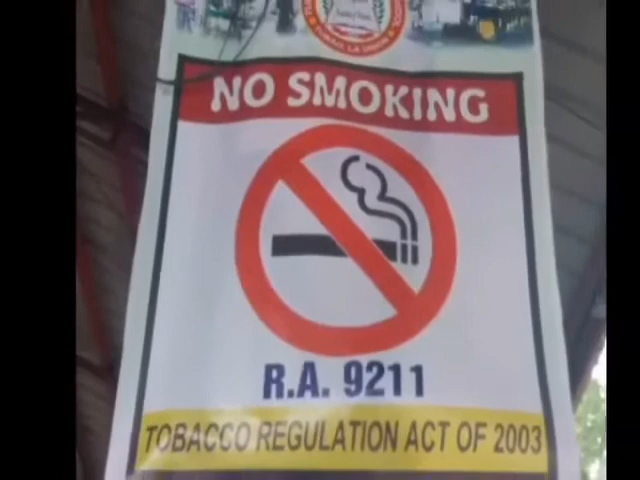 NO SMOKING
R.A. 9211
TOBACCO REGULATION ACT OF 2003